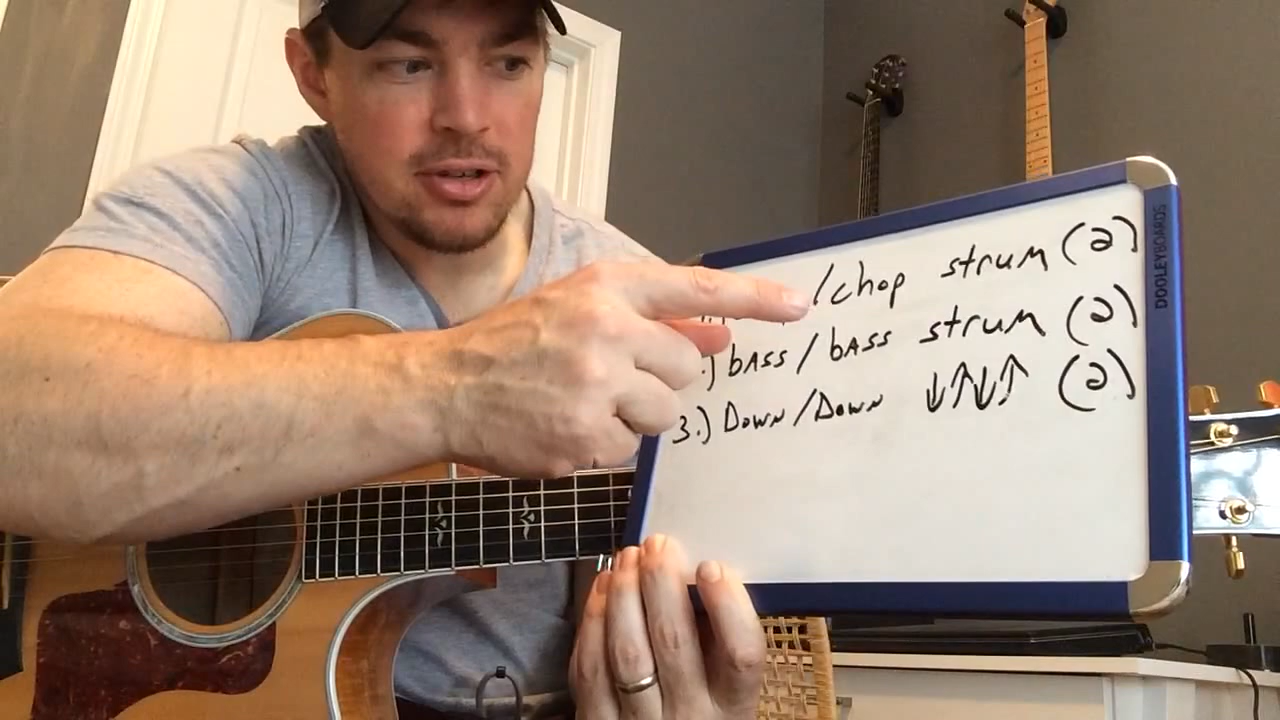 /chop strum (2)
.) bASS / bASS strum (2)
3.) Down / Down ↓↑↓↑ (2)
DOOLEYBOARDS